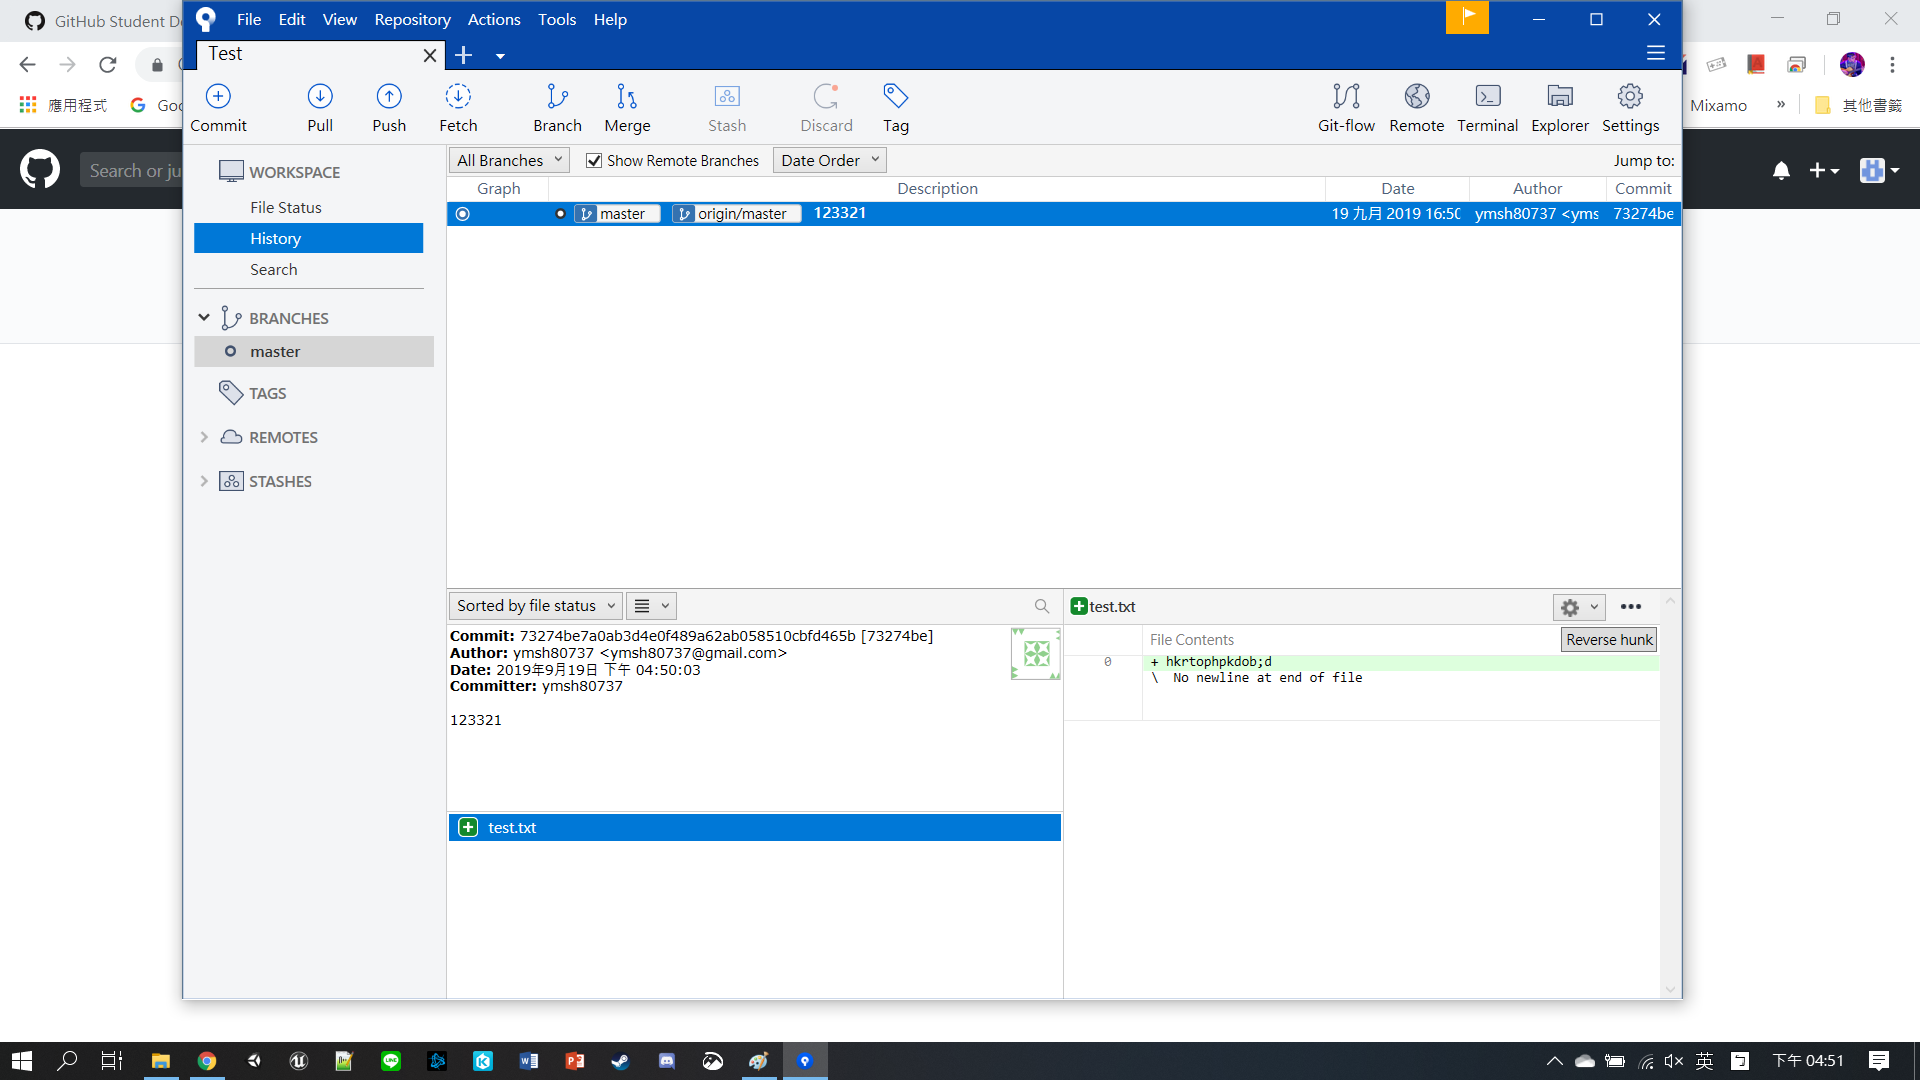 GitHub Student De
File Edit View Repository Actions Tools Help
Test
應用程式 Goo
Mixamo » 其他書籤
Commit Pull Push Fetch Branch Merge Stash Discard Tag Git-flow Remote Terminal Explorer Settings
Search or ju
WORKSPACE
File Status
History
Search
BRANCHES
master
TAGS
REMOTES
STASHES
All Branches Show Remote Branches Date Order Jump to:
Graph Description Date Author Commit
master origin/master 123321 19 九月 2019 16:50 ymsh80737 <yms 73274be
Sorted by file status
Commit: 73274be7a0ab3d4e0f489a62ab058510cbfd465b [73274be]
Author: ymsh80737 <ymsh80737@gmail.com>
Date: 2019年9月19日 下午 04:50:03
Committer: ymsh80737
123321
test.txt
test.txt
File Contents Reverse hunk
0 + hkrtophpkdob;d
\ No newline at end of file
英 下午 04:51